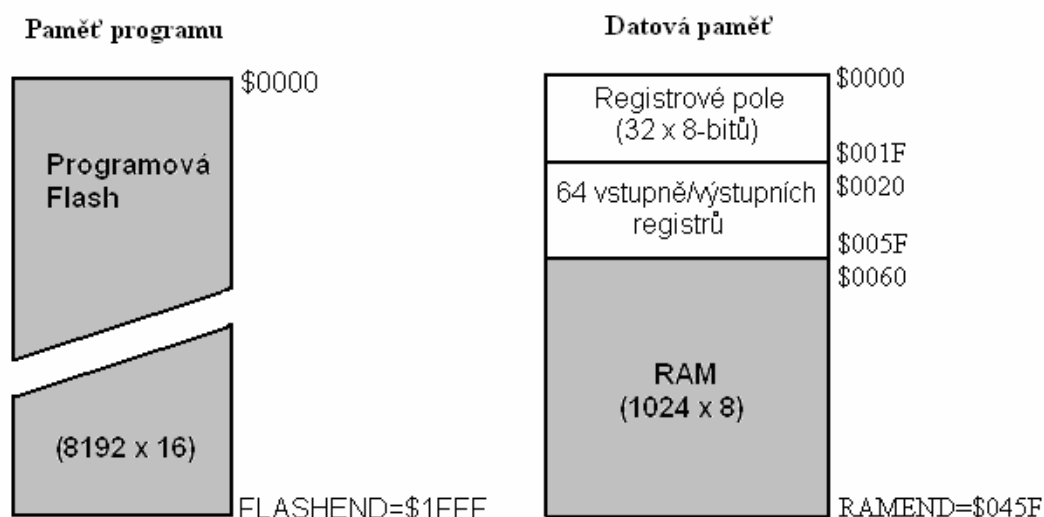 Paměť programu
$0000
Programová
Flash
(8192 x 16)
FLASHEND=$1FFF
Datová paměť
$0000
Registrové pole
(32 x 8-bitů)
$001F
$0020
64 vstupně/výstupních
registrů
$005F
$0060
RAM
(1024 x 8)
RAMEND=$045F